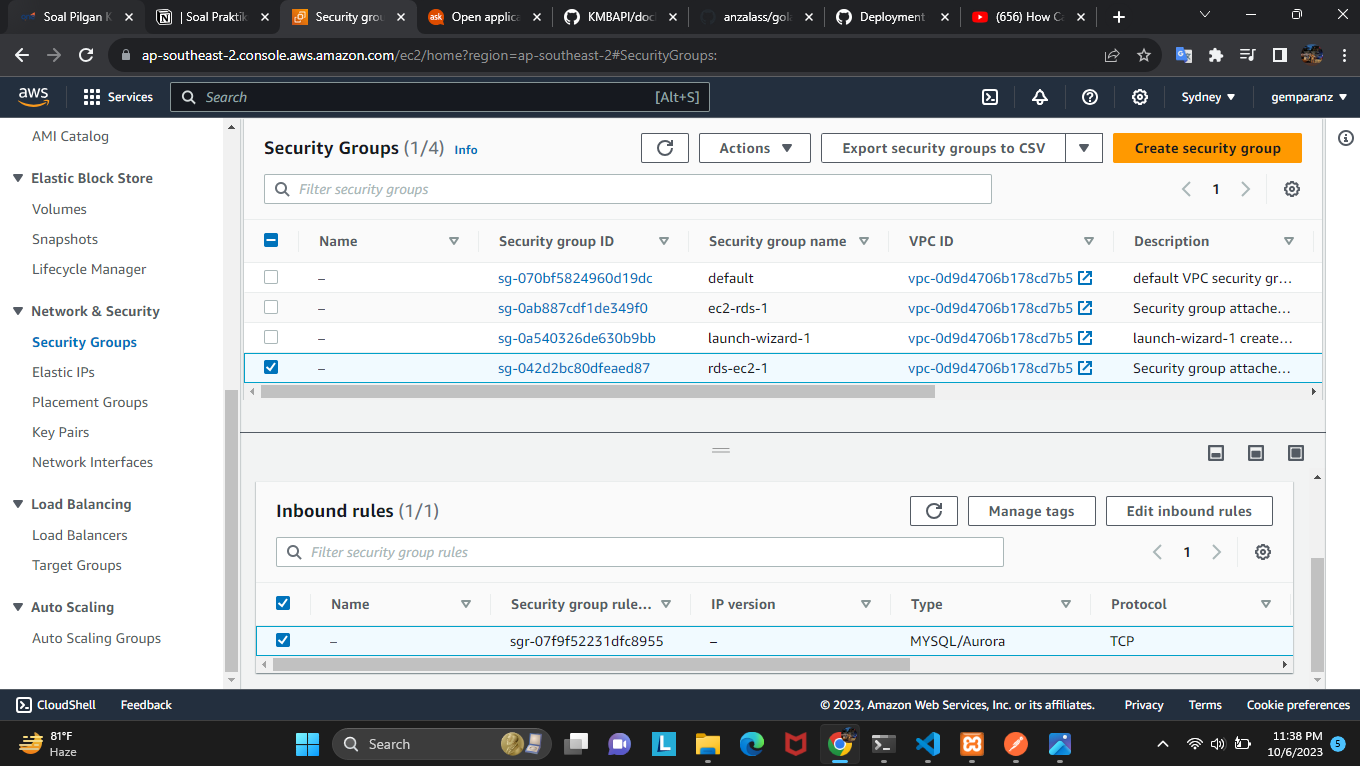 Soal Pilgan K
| Soal Praktik
Security grou
Open applica
KMBAPI/docl
anzalass/gola
Deployment
(656) How Ca
ap-southeast-2.console.aws.amazon.com/ec2/home?region=ap-southeast-2#SecurityGroups:
aws
Services
Search
[Alt+S]
Sydney
gemparanz
AMI Catalog
Elastic Block Store
Volumes
Snapshots
Lifecycle Manager
Network & Security
Security Groups
Elastic IPs
Placement Groups
Key Pairs
Network Interfaces
Load Balancing
Load Balancers
Target Groups
Auto Scaling
Auto Scaling Groups
Security Groups (1/4) Info
Actions
Export security groups to CSV
Create security group
Filter security groups
1
Name Security group ID Security group name VPC ID Description
– sg-070bf5824960d19dc default vpc-0d9d4706b178cd7b5 default VPC security gr...
– sg-0ab887cdf1de349f0 ec2-rds-1 vpc-0d9d4706b178cd7b5 Security group attache...
– sg-0a540326de630b9bb launch-wizard-1 vpc-0d9d4706b178cd7b5 launch-wizard-1 create...
– sg-042d2bc80dfeaed87 rds-ec2-1 vpc-0d9d4706b178cd7b5 Security group attache...
Inbound rules (1/1)
Manage tags
Edit inbound rules
Filter security group rules
1
Name Security group rule... IP version Type Protocol
– sgr-07f9f52231dfc8955 – MYSQL/Aurora TCP
CloudShell
Feedback
© 2023, Amazon Web Services, Inc. or its affiliates.
Privacy
Terms
Cookie preferences
81°F
Haze
Search
L
11:38 PM
10/6/2023
5